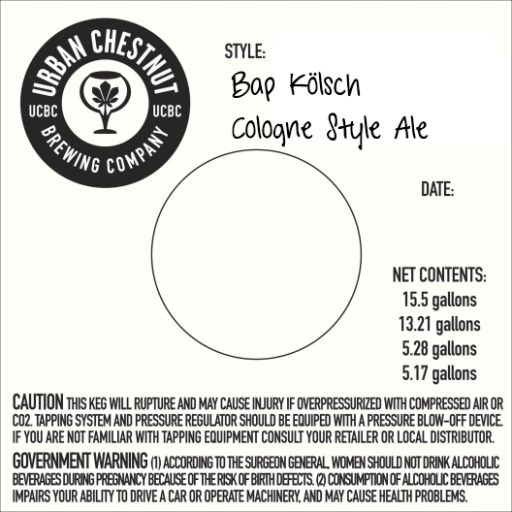 URBAN CHESTNUT
UCBC UCBC
BREWING COMPANY
STYLE:
Bap Kölsch
Cologne Style Ale
DATE:
NET CONTENTS:
15.5 gallons
13.21 gallons
5.28 gallons
5.17 gallons
CAUTION THIS KEG WILL RUPTURE AND MAY CAUSE INJURY IF OVERPRESSURIZED WITH COMPRESSED AIR OR
CO2. TAPPING SYSTEM AND PRESSURE REGULATOR SHOULD BE EQUIPED WITH A PRESSURE BLOW-OFF DEVICE.
IF YOU ARE NOT FAMILIAR WITH TAPPING EQUIPMENT CONSULT YOUR RETAILER OR LOCAL DISTRIBUTOR.
GOVERNMENT WARNING (1) ACCORDING TO THE SURGEON GENERAL, WOMEN SHOULD NOT DRINK ALCOHOLIC
BEVERAGES DURING PREGNANCY BECAUSE OF THE RISK OF BIRTH DEFECTS. (2) CONSUMPTION OF ALCOHOLIC BEVERAGES
IMPAIRS YOUR ABILITY TO DRIVE A CAR OR OPERATE MACHINERY, AND MAY CAUSE HEALTH PROBLEMS.